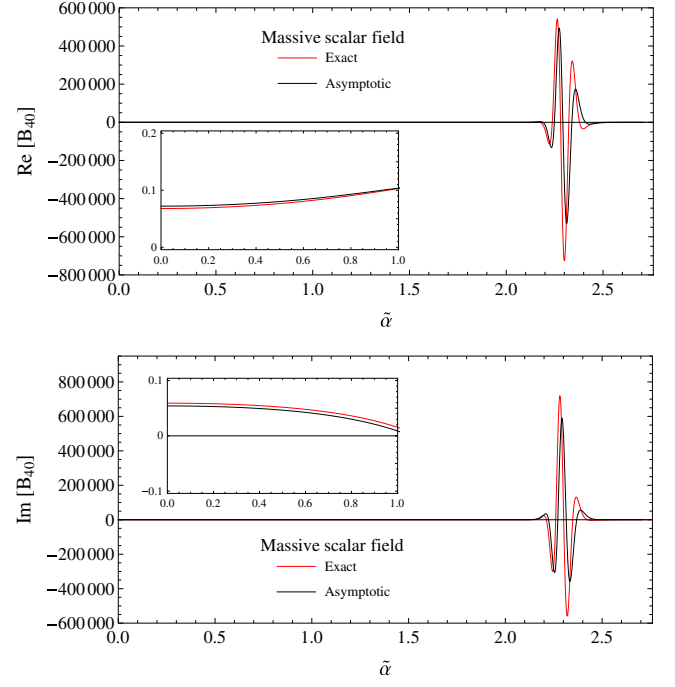 Massive scalar field
Exact
Asymptotic
Re [B₄₀]
600 000
400 000
200 000
0
−200 000
−400 000
−600 000
−800 000
0.2
0.1
0
0.0 0.2 0.4 0.6 0.8 1.0
0.0 0.5 1.0 1.5 2.0 2.5
α̃
Im [B₄₀]
800 000
600 000
400 000
200 000
0
−200 000
−400 000
−600 000
0.1
0
−0.1
0.0 0.2 0.4 0.6 0.8 1.0
Massive scalar field
Exact
Asymptotic
0.0 0.5 1.0 1.5 2.0 2.5
α̃